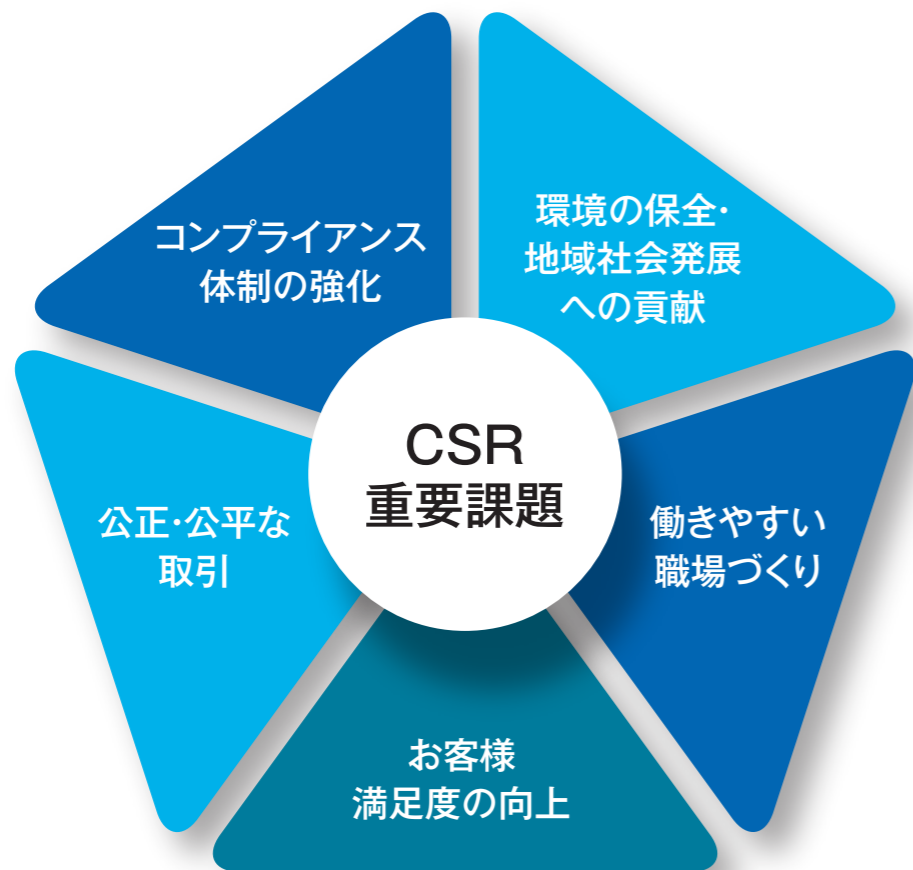 コンプライアンス
体制の強化
環境の保全・
地域社会発展
への貢献
CSR
重要課題
公正・公平な
取引
働きやすい
職場づくり
お客様
満足度の向上